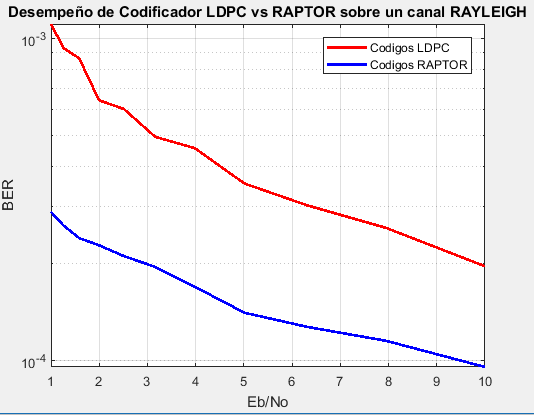 Desempeño de Codificador LDPC vs RAPTOR sobre un canal RAYLEIGH
10-3
Codigos LDPC
Codigos RAPTOR
BER
10-4
1 2 3 4 5 6 7 8 9 10
Eb/No